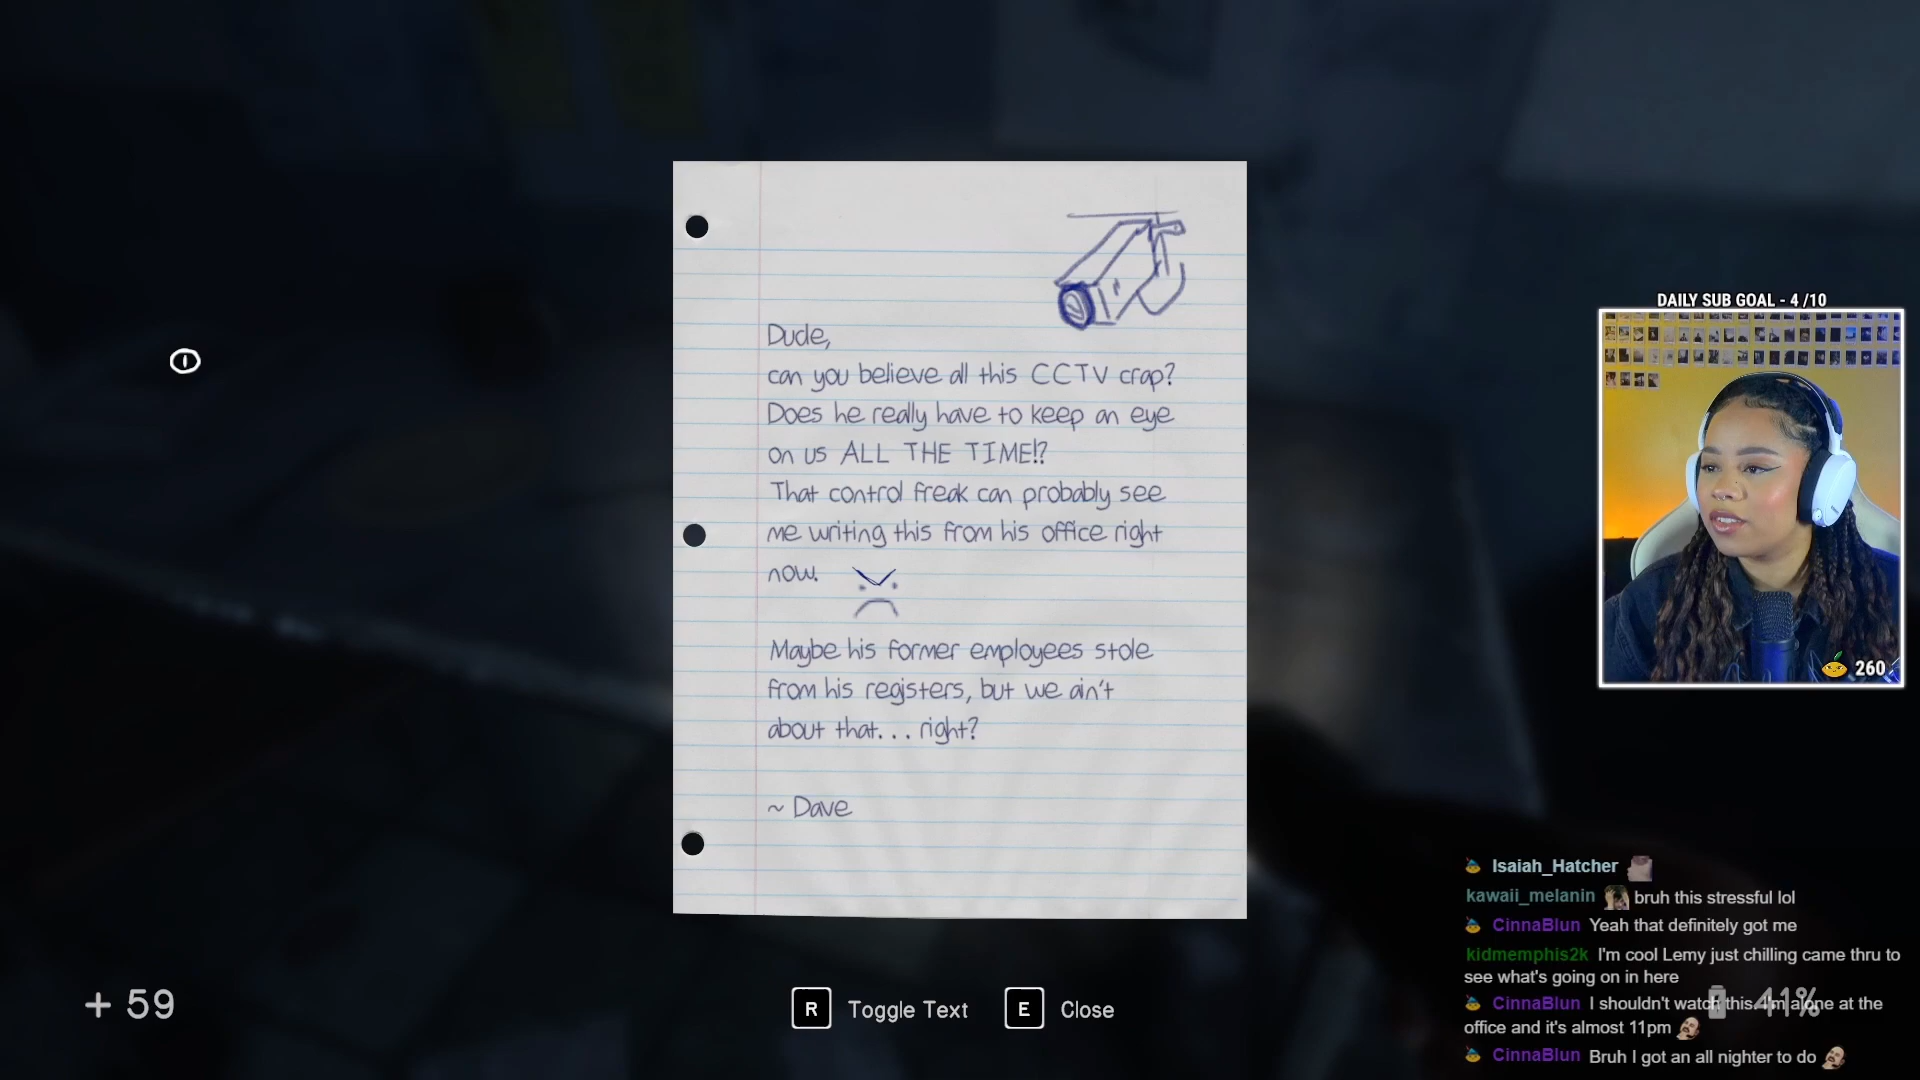 Dude,
can you believe all this CCTV crap?
Does he really have to keep an eye
on us ALL THE TIME!?
That control freak can probably see
me writing this from his office right
now.
Maybe his former employees stole
from his registers, but we ain't
about that... right?
~ Dave
+ 59
R Toggle Text E Close
DAILY SUB GOAL - 4 /10
260
Isaiah_Hatcher
kawaii_melanin bruh this stressful lol
CinnaBlun Yeah that definitely got me
kidmemphis2k I'm cool Lemy just chilling came thru to
see what's going on in here
CinnaBlun I shouldn't watch this. I'm alone at the
office and it's almost 11pm
CinnaBlun Bruh I got an all nighter to do
41%